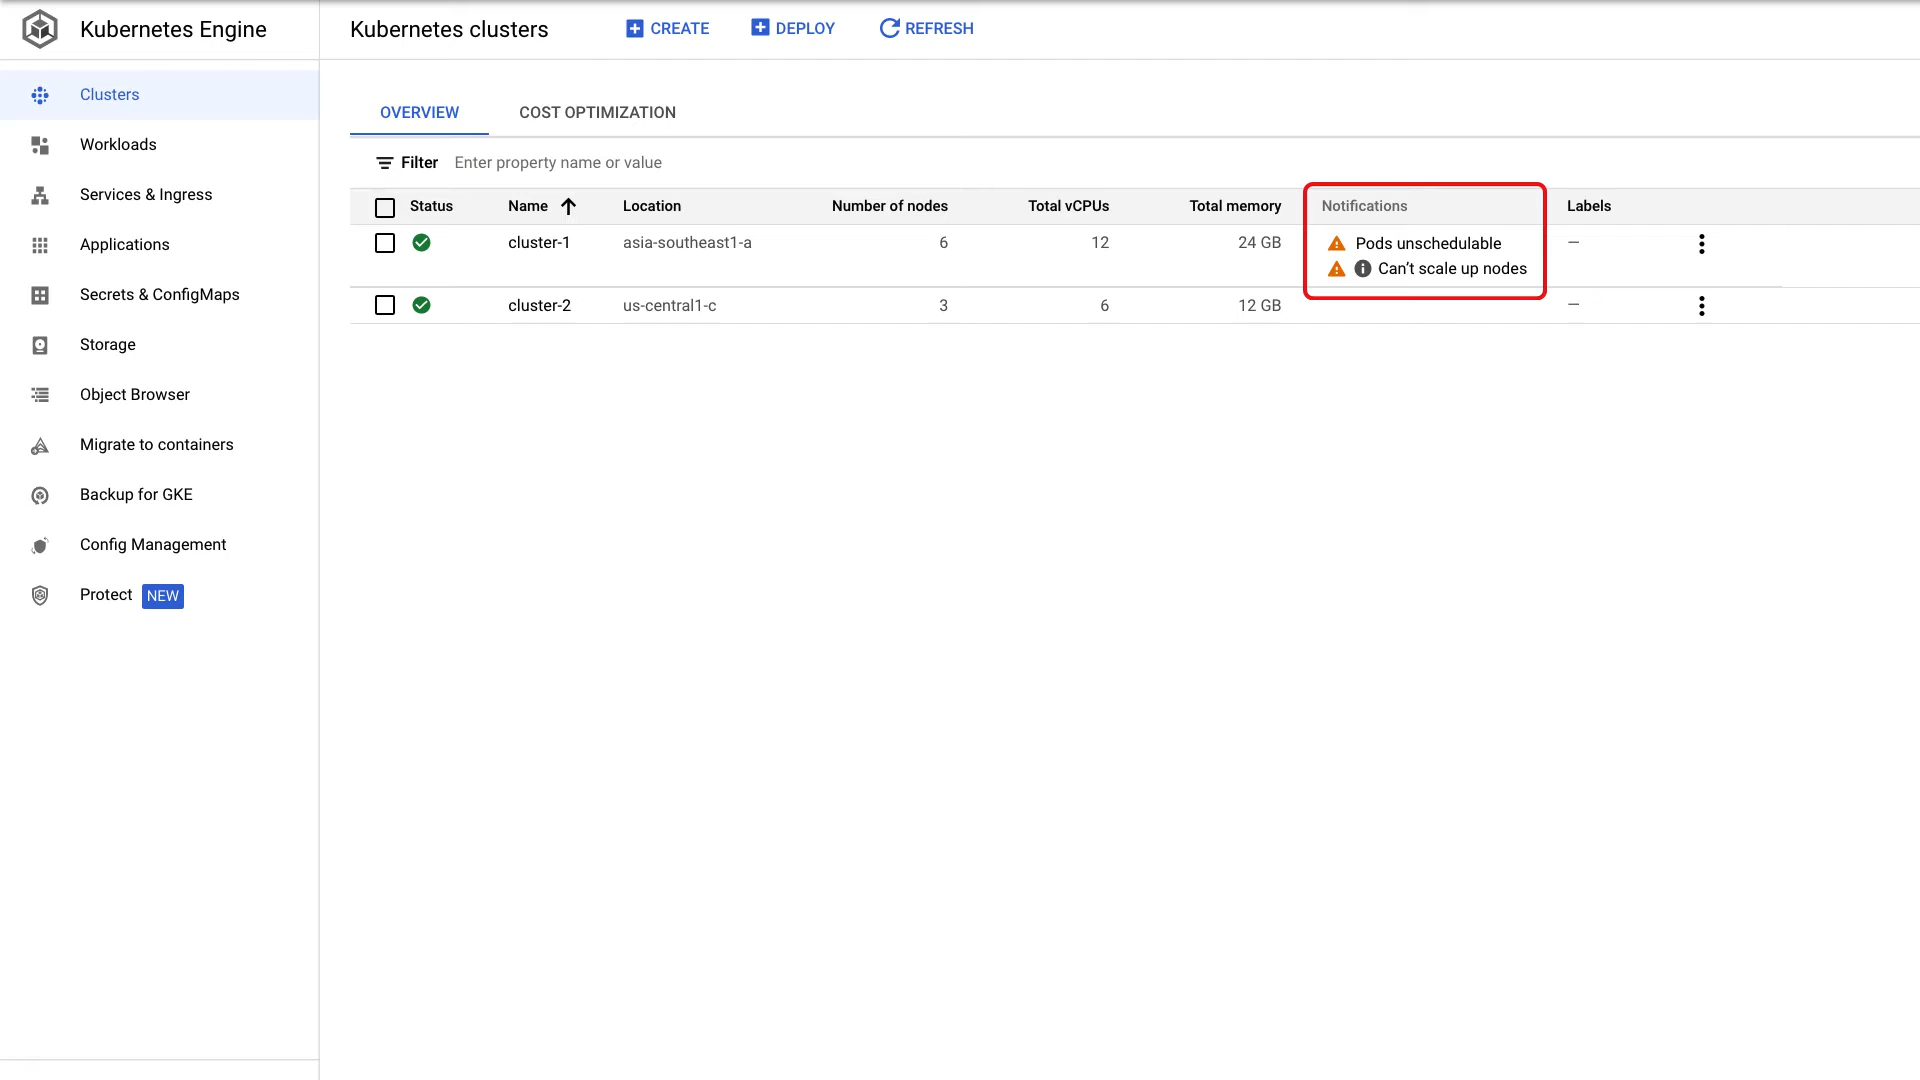 Kubernetes Engine
Kubernetes clusters
CREATE
DEPLOY
REFRESH
Clusters
Workloads
Services & Ingress
Applications
Secrets & ConfigMaps
Storage
Object Browser
Migrate to containers
Backup for GKE
Config Management
Protect NEW
OVERVIEW
COST OPTIMIZATION
Filter Enter property name or value
Status Name Location Number of nodes Total vCPUs Total memory Notifications Labels
cluster-1 asia-southeast1-a 6 12 24 GB Pods unschedulable —
Can’t scale up nodes
cluster-2 us-central1-c 3 6 12 GB —